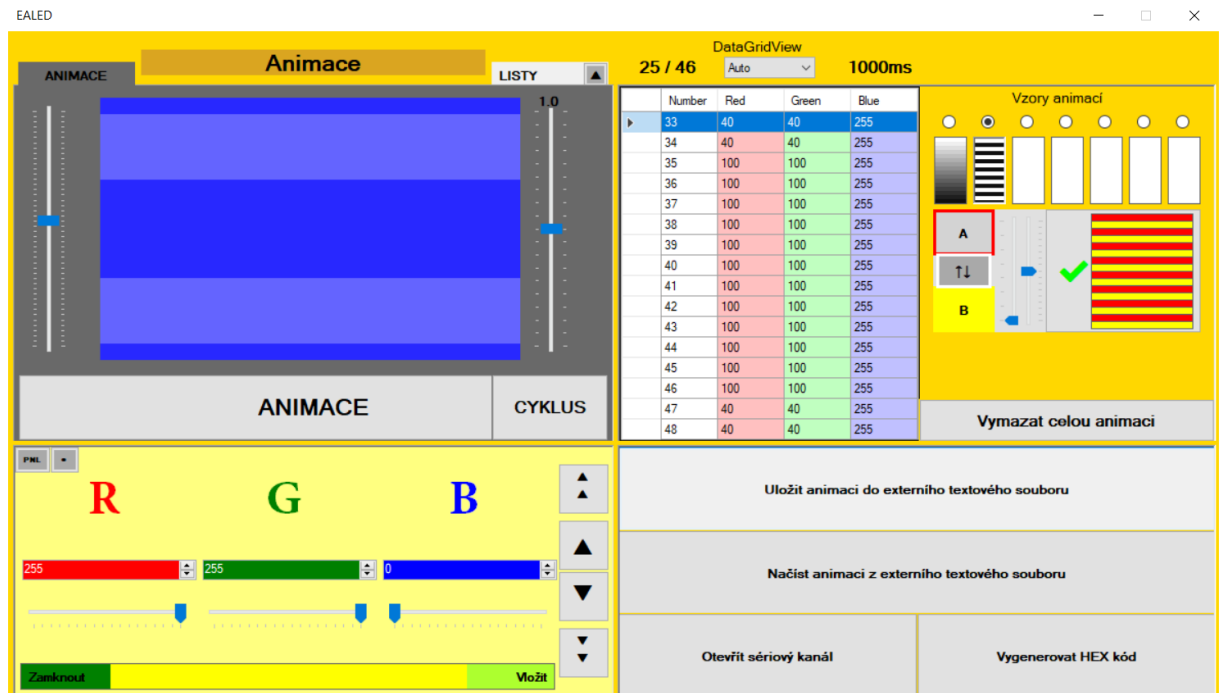 EALED
Animace
ANIMACE
LISTY
1.0
ANIMACE
CYKLUS
DataGridView
25 / 46
Auto
1000ms
Number Red Green Blue
33 40 40 255
34 40 40 255
35 100 100 255
36 100 100 255
37 100 100 255
38 100 100 255
39 100 100 255
40 100 100 255
41 100 100 255
42 100 100 255
43 100 100 255
44 100 100 255
45 100 100 255
46 100 100 255
47 40 40 255
48 40 40 255
Vzory animací
A
↑↓
B
Vymazat celou animaci
PNL
R G B
255 255 0
Zamknout
Vložit
Uložit animaci do externího textového souboru
Načíst animaci z externího textového souboru
Otevřít sériový kanál
Vygenerovat HEX kód